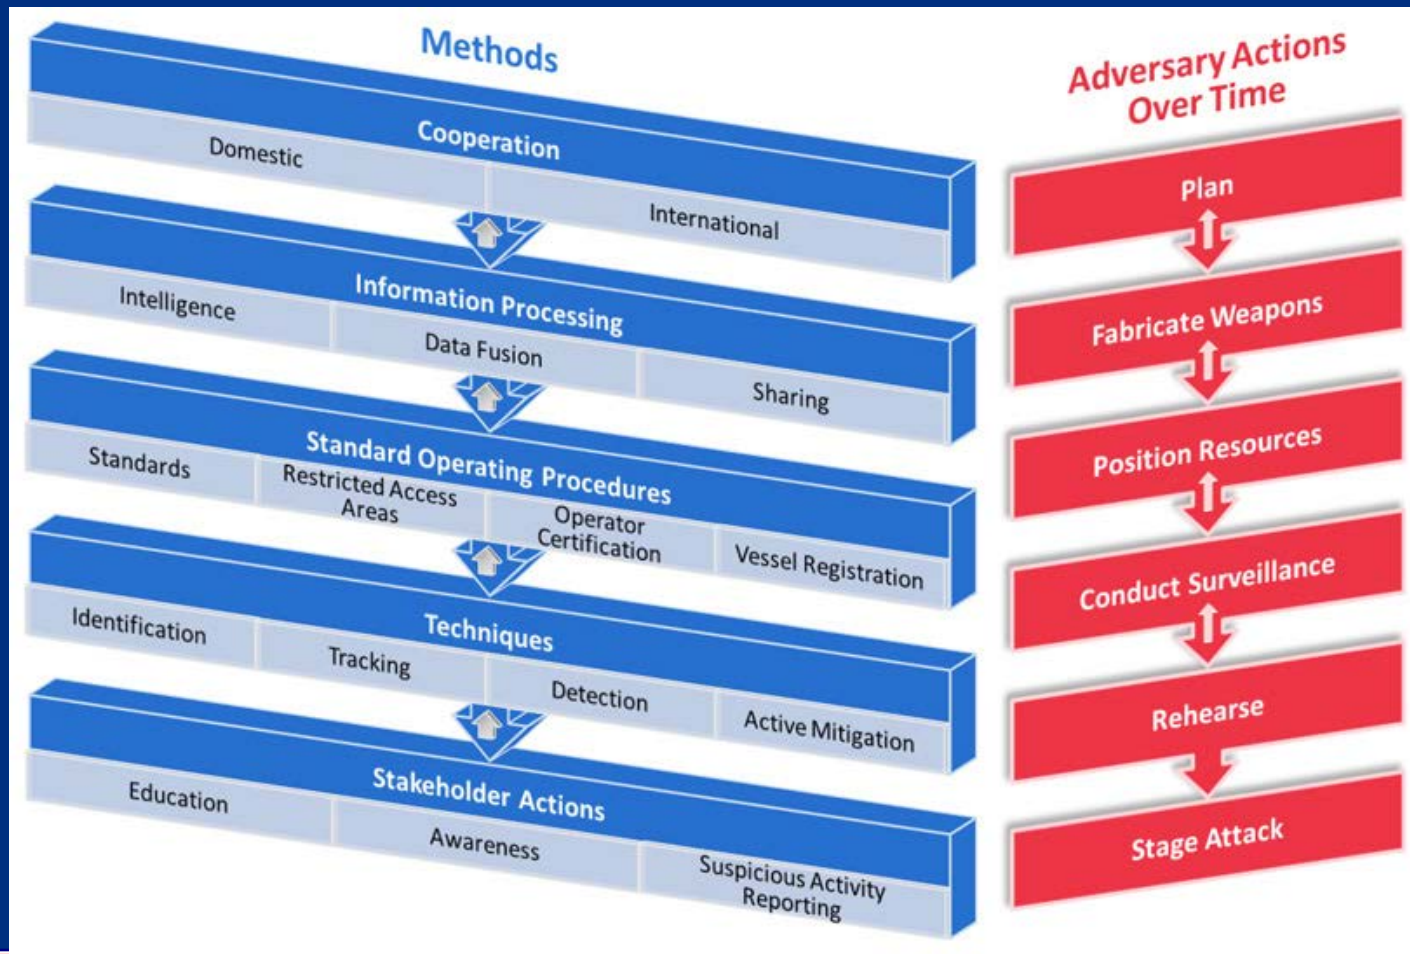 Methods
Cooperation
Domestic
International
Information Processing
Intelligence
Data Fusion
Sharing
Standard Operating Procedures
Standards
Restricted Access
Areas
Operator
Certification
Vessel Registration
Techniques
Identification
Tracking
Detection
Active Mitigation
Stakeholder Actions
Education
Awareness
Suspicious Activity
Reporting
Adversary Actions
Over Time
Plan
Fabricate Weapons
Position Resources
Conduct Surveillance
Rehearse
Stage Attack